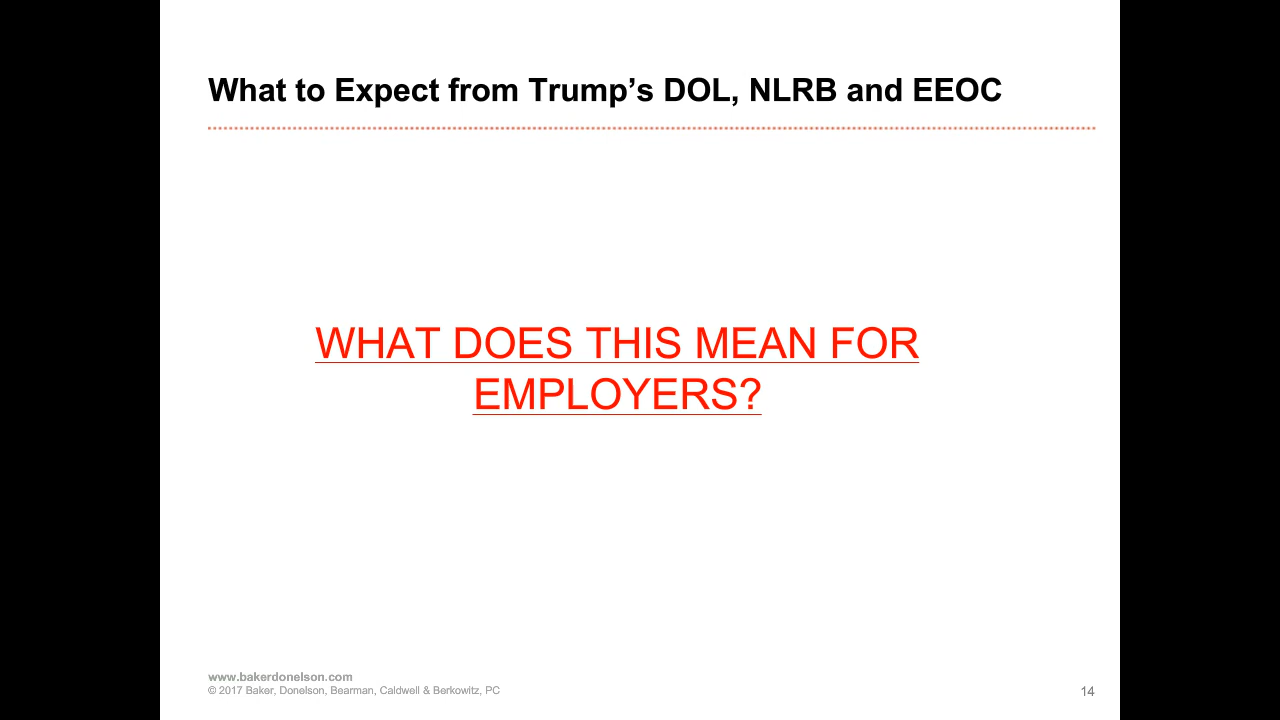 What to Expect from Trump’s DOL, NLRB and EEOC
WHAT DOES THIS MEAN FOR
EMPLOYERS?
www.bakerdonelson.com
© 2017 Baker, Donelson, Bearman, Caldwell & Berkowitz, PC
14